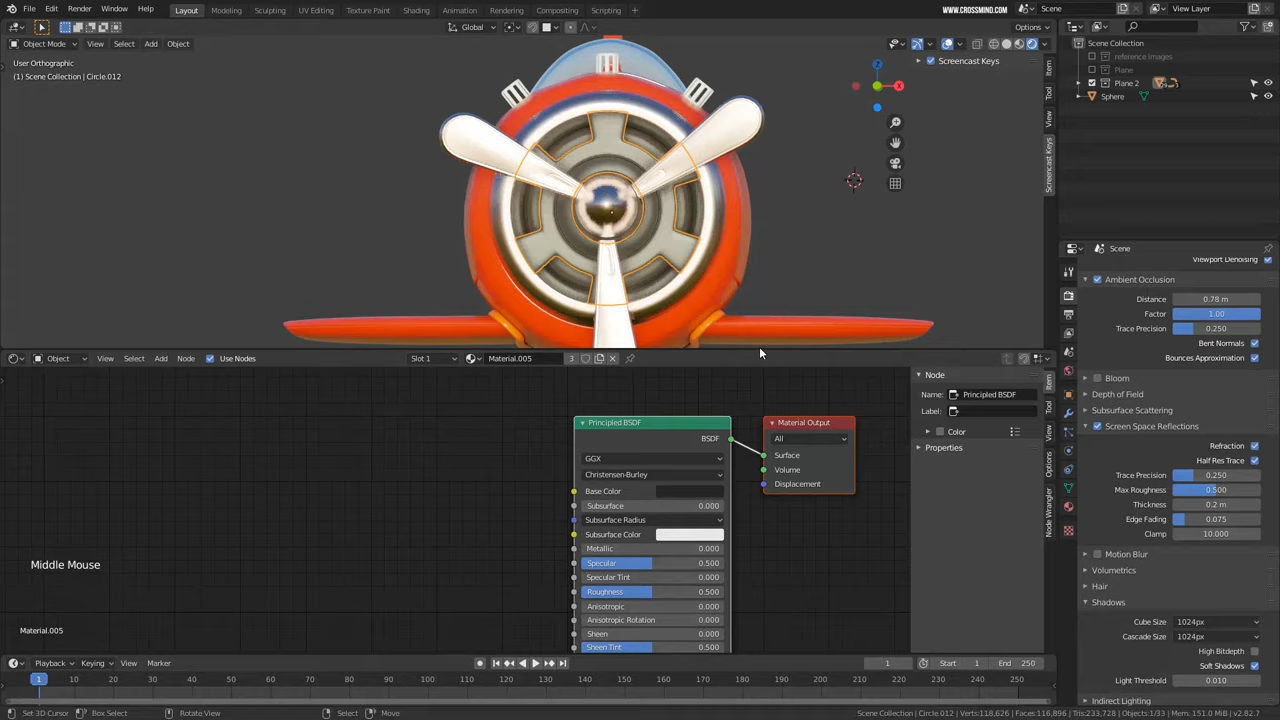 File Edit Render Window Help Layout Modeling Sculpting UV Editing Texture Paint Shading Animation Rendering Compositing Scripting + WWW.CROSSMIND.COM Scene View Layer
Global Options
Object Mode View Select Add Object
User Orthographic
(1) Scene Collection | Circle.012
Screencast Keys
Z
X
Item
Tool
View
Screencast Keys
Scene Collection
reference images
Plane
Plane 2
Sphere
Scene
Viewport Denoising
Ambient Occlusion
Distance 0.78 m
Factor 1.00
Trace Precision 0.250
Bent Normals
Bounces Approximation
Bloom
Depth of Field
Subsurface Scattering
Screen Space Reflections
Refraction
Half Res Trace
Trace Precision 0.250
Max Roughness 0.500
Thickness 0.2 m
Edge Fading 0.075
Clamp 10.000
Motion Blur
Volumetrics
Hair
Shadows
Cube Size 1024px
Cascade Size 1024px
High Bitdepth
Soft Shadows
Light Threshold 0.010
Indirect Lighting
Object View Select Add Node Use Nodes Slot 1 Material.005 3
Principled BSDF
BSDF
GGX
Christensen-Burley
Base Color
Subsurface 0.000
Subsurface Radius
Subsurface Color
Metallic 0.000
Specular 0.500
Specular Tint 0.000
Roughness 0.500
Anisotropic 0.000
Anisotropic Rotation 0.000
Sheen 0.000
Sheen Tint 0.500
Material Output
All
Surface
Volume
Displacement
Node
Name: Principled BSDF
Label:
Color
Properties
Item
Tool
View
Options
Node Wrangler
Middle Mouse
Material.005
Playback Keying View Marker 1 Start 1 End 250
1 10 20 30 40 50 60 70 80 90 100 110 120 130 140 150 160 170 180 190 200 210 220 230 240 250
Set 3D Cursor Box Select Rotate View Select Move Scene Collection | Circle.012 | Verts:118,626 | Faces:116,896 | Tris:233,728 | Objects:1/33 | Mem: 151.0 MiB | v2.82.7